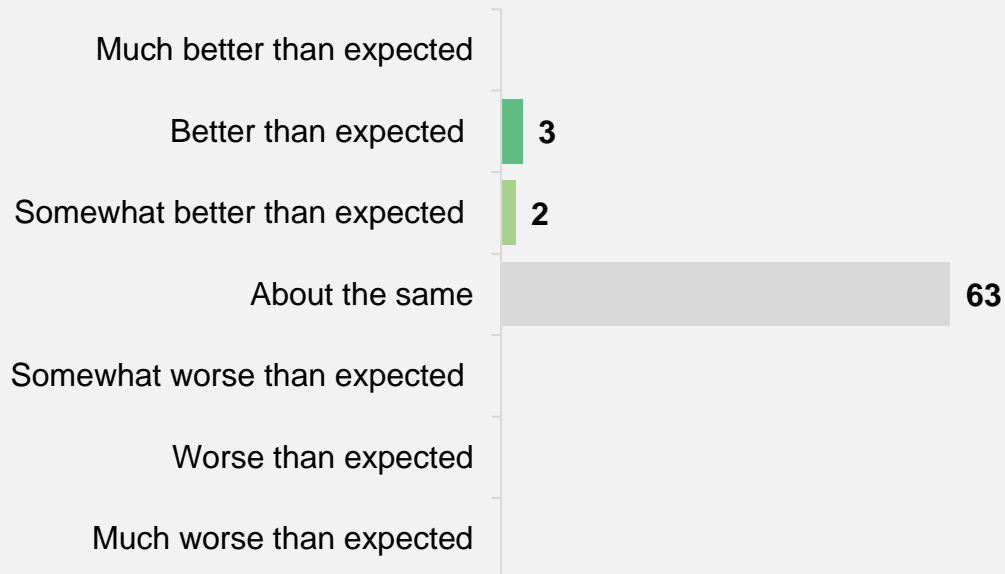 Much better than expected
Better than expected 3
Somewhat better than expected 2
About the same 63
Somewhat worse than expected
Worse than expected
Much worse than expected